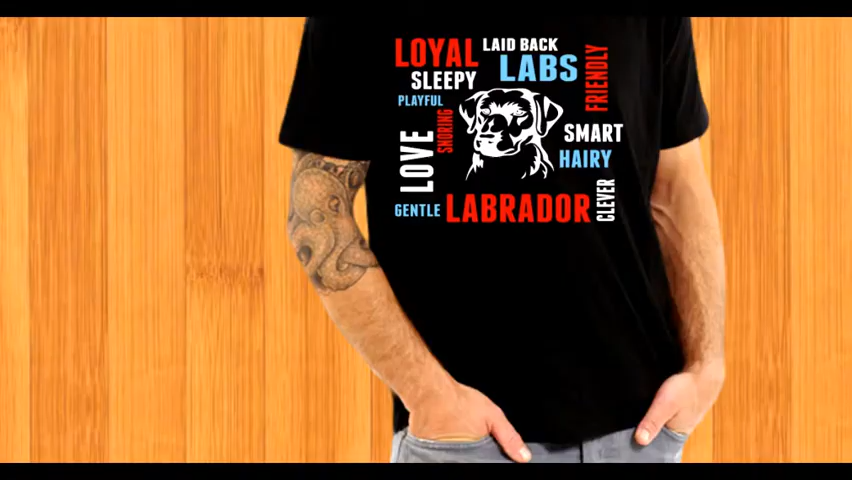 LOYAL
LAID BACK
LABS
FRIENDLY
SLEEPY
PLAYFUL
SNORING
LOVE
SMART
HAIRY
GENTLE
LABRADOR
CLEVER